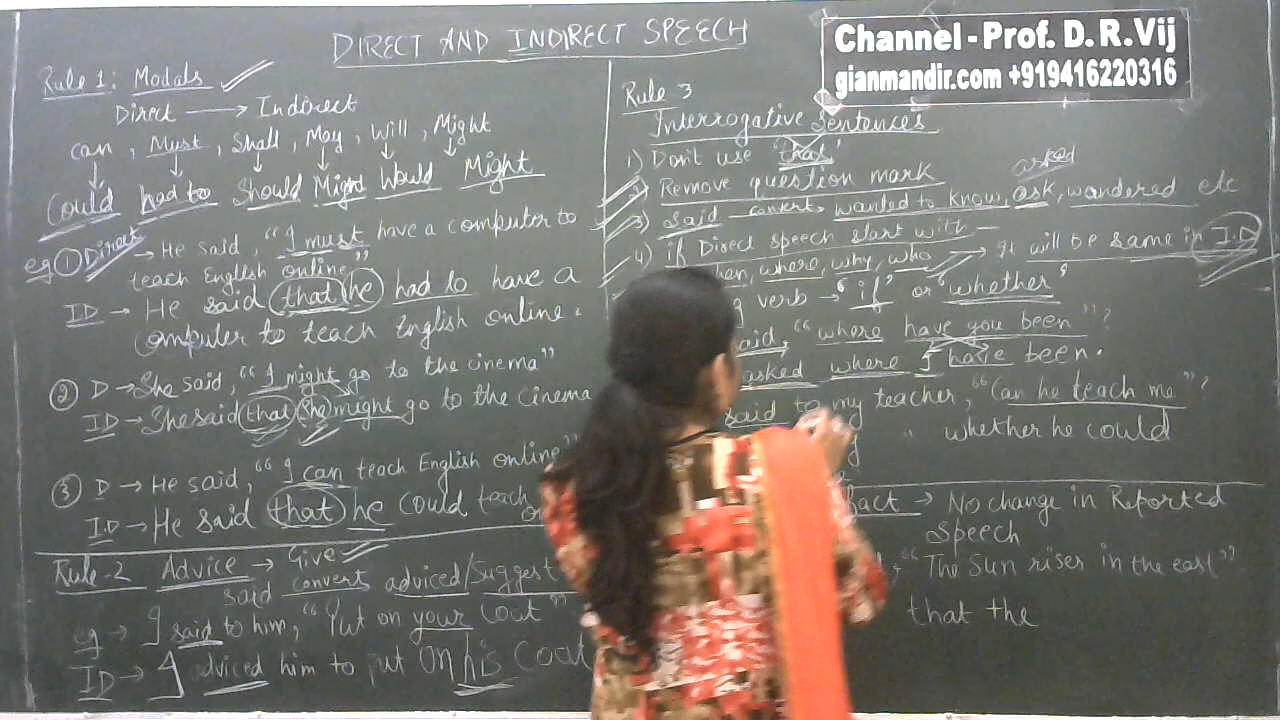 DIRECT AND INDIRECT SPEECH
Channel - Prof. D. R. Vij
gianmandir.com +919416220316
Rule 1: Modals
Direct → Indirect
can, Must, Shall, May, Will, Might
Could had to Should Might Would Might
eg ① Direct → He said, "I must have a computer to
teach English online"
ID → He said that he had to have a
computer to teach English online.
② D → She said, "I might go to the cinema"
ID → She said that she might go to the cinema
③ D → He said, "I can teach English online"
I.D → He said that he could teach
Rule-2 Advice → Give
said convert adviced/Suggest
eg → I said to him, "Put on your Coat"
ID → I adviced him to put on his Coat
Rule 3
Interrogative Sentences
1) Don't use 'that'
2) Remove question mark
asked
3) Said convert wanted to know, ask, wandered etc
4) if Direct speech start with —
where, why, who → It will be same in I.D
verb → "if" or "whether"
said, "where have you been"?
asked where I have been.
said to my teacher, "Can he teach me"?
" whether he could
fact → No change in Reported
Speech
, "The Sun rises in the east"
that the